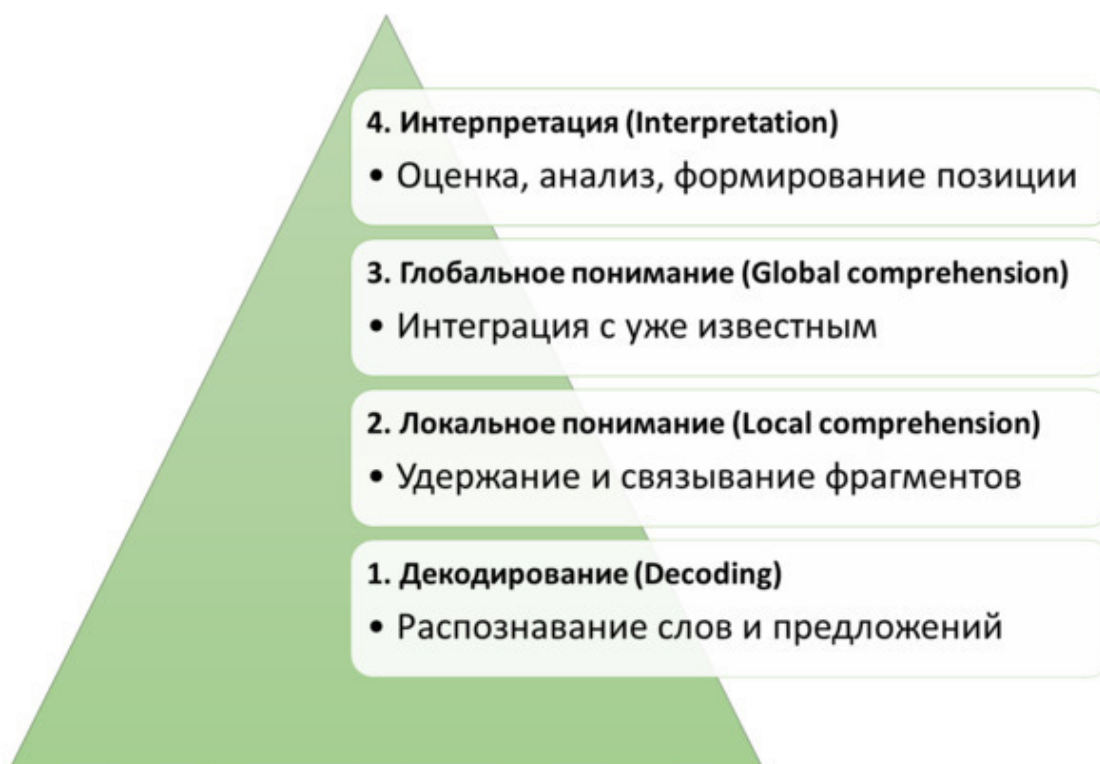 4. Интерпретация (Interpretation)
• Оценка, анализ, формирование позиции
3. Глобальное понимание (Global comprehension)
• Интеграция с уже известным
2. Локальное понимание (Local comprehension)
• Удержание и связывание фрагментов
1. Декодирование (Decoding)
• Распознавание слов и предложений